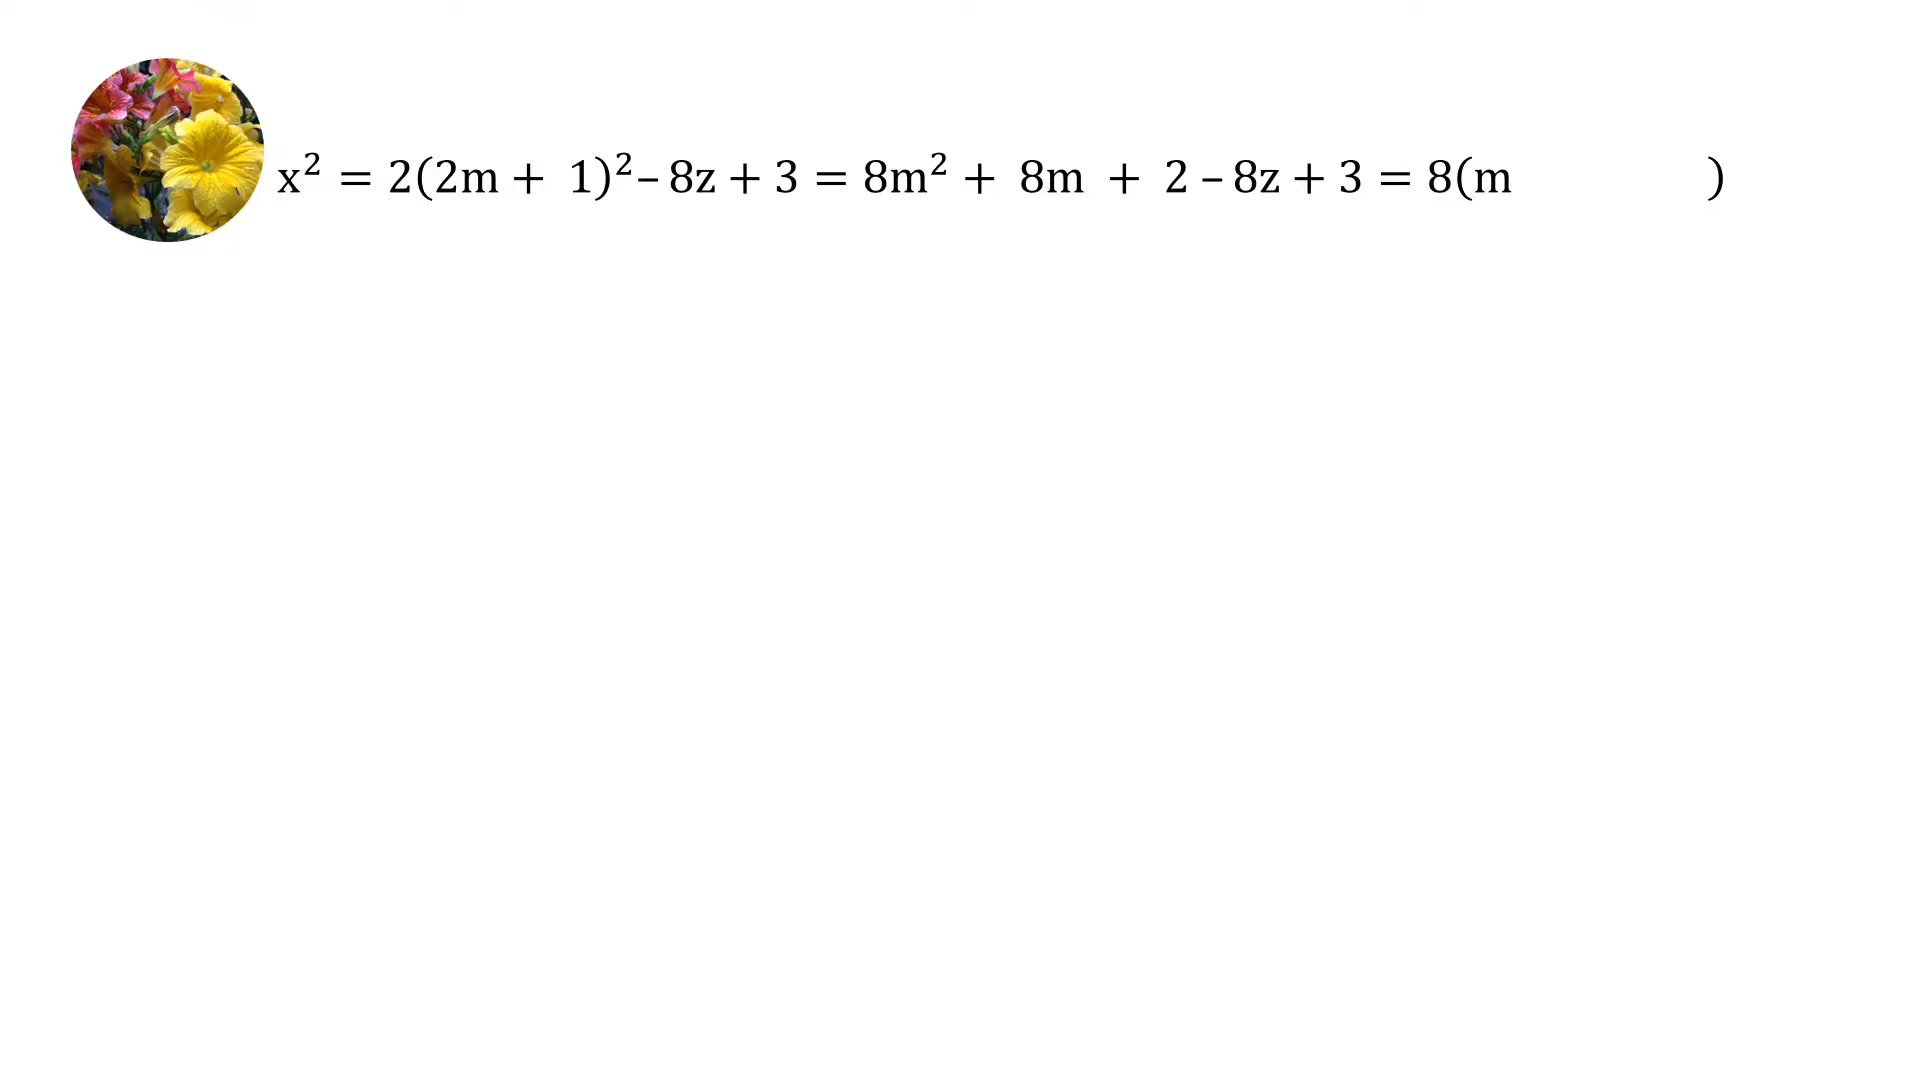 x² = 2(2m + 1)² – 8z + 3 = 8m² + 8m + 2 – 8z + 3 = 8(m )